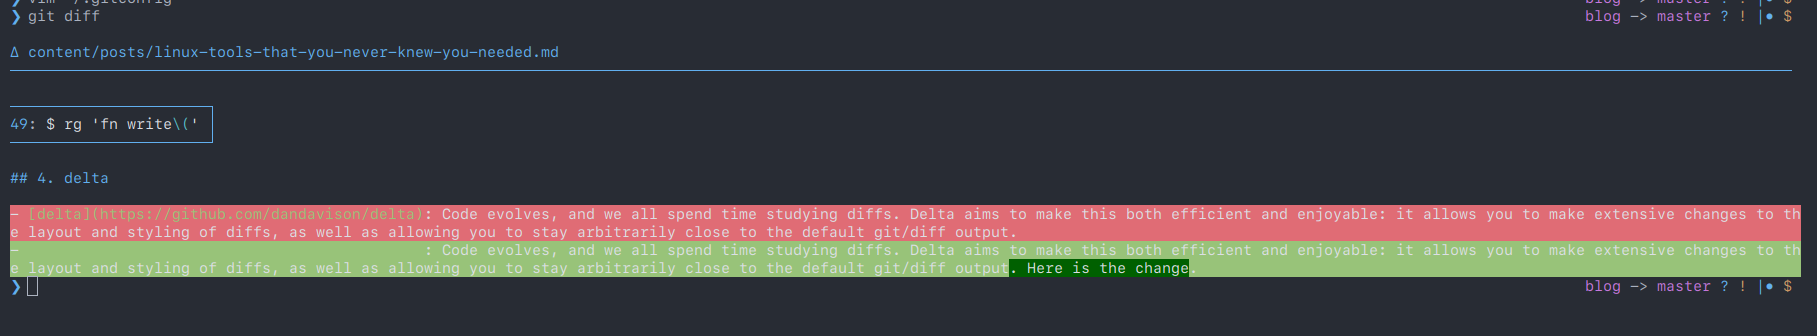 ❯ vim ~/.gitconfig
❯ git diff blog -> master ? ! |• $
Δ content/posts/linux-tools-that-you-never-knew-you-needed.md
49: $ rg 'fn write\('
## 4. delta
- [delta](https://github.com/dandavison/delta): Code evolves, and we all spend time studying diffs. Delta aims to make this both efficient and enjoyable: it allows you to make extensive changes to th
e layout and styling of diffs, as well as allowing you to stay arbitrarily close to the default git/diff output.
- : Code evolves, and we all spend time studying diffs. Delta aims to make this both efficient and enjoyable: it allows you to make extensive changes to th
e layout and styling of diffs, as well as allowing you to stay arbitrarily close to the default git/diff output. Here is the change.
❯ blog -> master ? ! |• $